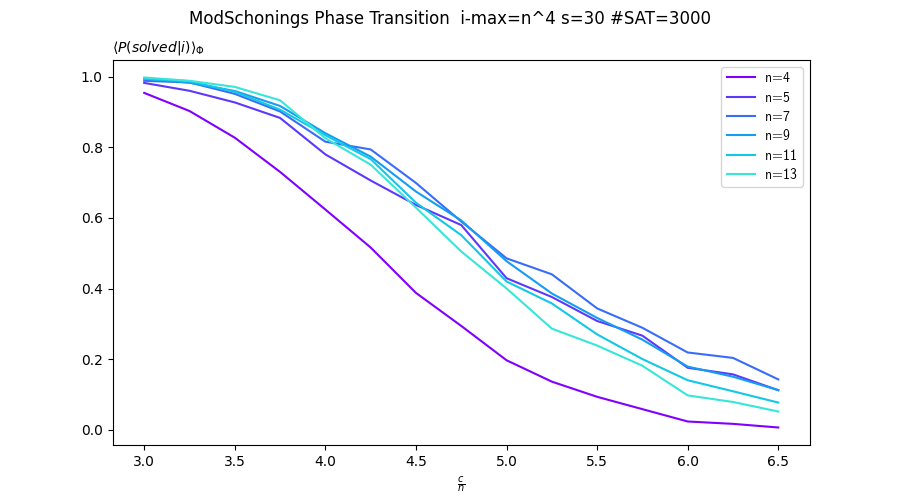 ModSchonings Phase Transition i-max=n^4 s=30 #SAT=3000
⟨P(solved|i)⟩Φ
1.0
0.8
0.6
0.4
0.2
0.0
n=4
n=5
n=7
n=9
n=11
n=13
3.0 3.5 4.0 4.5 5.0 5.5 6.0 6.5
c
n